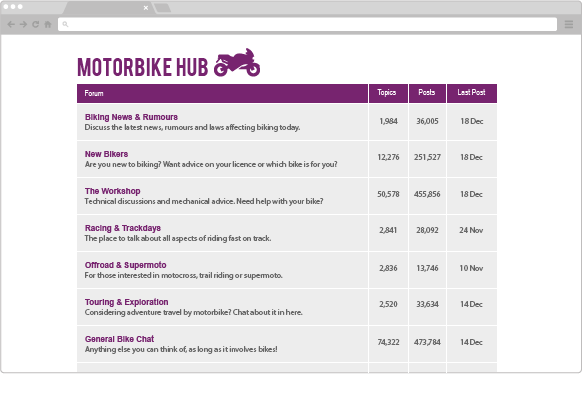 MOTORBIKE HUB
Forum Topics Posts Last Post
Biking News & Rumours
Discuss the latest news, rumours and laws affecting biking today.
1,984 36,005 18 Dec
New Bikers
Are you new to biking? Want advice on your licence or which bike is for you?
12,276 251,527 18 Dec
The Workshop
Technical discussions and mechanical advice. Need help with your bike?
50,578 455,856 18 Dec
Racing & Trackdays
The place to talk about all aspects of riding fast on track.
2,841 28,092 24 Nov
Offroad & Supermoto
For those interested in motocross, trail riding or supermoto.
2,836 13,746 10 Nov
Touring & Exploration
Considering adventure travel by motorbike? Chat about it in here.
2,520 33,634 14 Dec
General Bike Chat
Anything else you can think of, as long as it involves bikes!
74,322 473,784 14 Dec